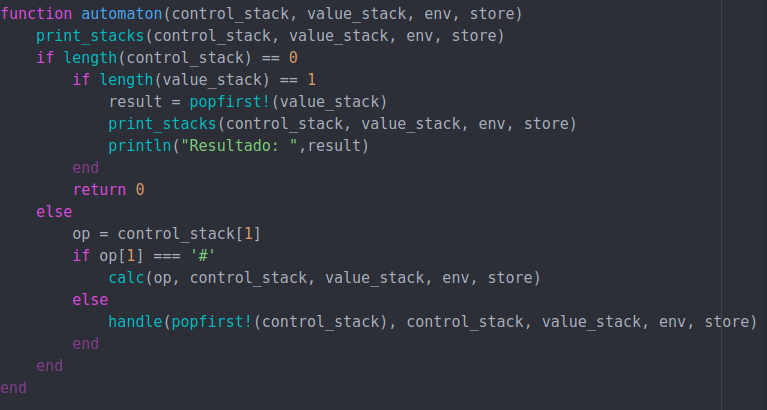 function automaton(control_stack, value_stack, env, store)
    print_stacks(control_stack, value_stack, env, store)
    if length(control_stack) == 0
        if length(value_stack) == 1
            result = popfirst!(value_stack)
            print_stacks(control_stack, value_stack, env, store)
            println("Resultado: ",result)
        end
        return 0
    else
        op = control_stack[1]
        if op[1] === '#'
            calc(op, control_stack, value_stack, env, store)
        else
            handle(popfirst!(control_stack), control_stack, value_stack, env, store)
        end
    end
end